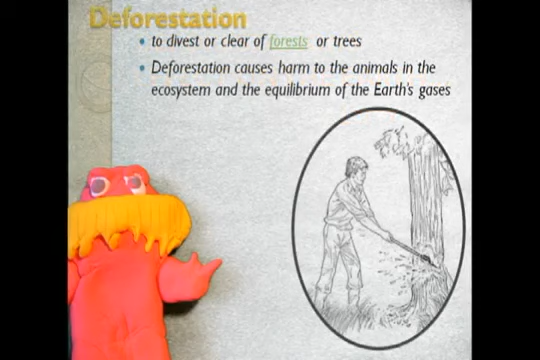 Deforestation
• to divest or clear of forests or trees
• Deforestation causes harm to the animals in the
ecosystem and the equilibrium of the Earth's gases